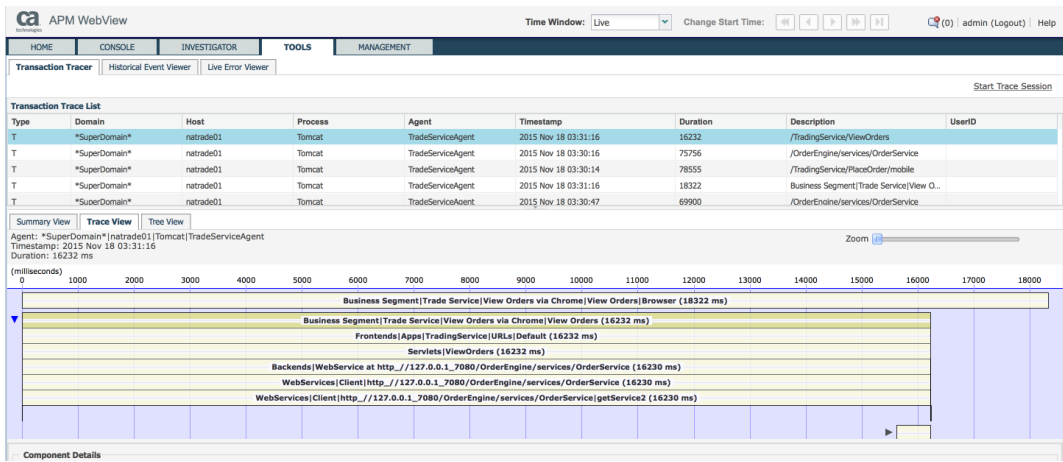 ca technologies APM WebView Time Window: Live Change Start Time: (0) admin (Logout) Help
HOME CONSOLE INVESTIGATOR TOOLS MANAGEMENT
Transaction Tracer Historical Event Viewer Live Error Viewer
Start Trace Session
Transaction Trace List
Type Domain Host Process Agent Timestamp Duration Description UserID
T *SuperDomain* natrade01 Tomcat TradeServiceAgent 2015 Nov 18 03:31:16 16232 /TradingService/ViewOrders
T *SuperDomain* natrade01 Tomcat TradeServiceAgent 2015 Nov 18 03:30:16 75756 /OrderEngine/services/OrderService
T *SuperDomain* natrade01 Tomcat TradeServiceAgent 2015 Nov 18 03:30:14 78555 /TradingService/PlaceOrder/mobile
T *SuperDomain* natrade01 Tomcat TradeServiceAgent 2015 Nov 18 03:31:16 18322 Business Segment|Trade Service|View O...
T *SuperDomain* natrade01 Tomcat TradeServiceAgent 2015 Nov 18 03:30:47 69900 /OrderEngine/services/OrderService
Summary View Trace View Tree View
Agent: *SuperDomain*|natrade01|Tomcat|TradeServiceAgent Zoom
Timestamp: 2015 Nov 18 03:31:16
Duration: 16232 ms
(milliseconds)
0 1000 2000 3000 4000 5000 6000 7000 8000 9000 10000 11000 12000 13000 14000 15000 16000 17000 18000
Business Segment|Trade Service|View Orders via Chrome|View Orders|Browser (18322 ms)
Business Segment|Trade Service|View Orders via Chrome|View Orders (16232 ms)
Frontends|Apps|TradingService|URLs|Default (16232 ms)
Servlets|ViewOrders (16232 ms)
Backends|WebService at http_//127.0.0.1_7080/OrderEngine/services/OrderService (16230 ms)
WebServices|Client|http_//127.0.0.1_7080/OrderEngine/services/OrderService (16230 ms)
WebServices|Client|http_//127.0.0.1_7080/OrderEngine/services/OrderService|getService2 (16230 ms)
Component Details